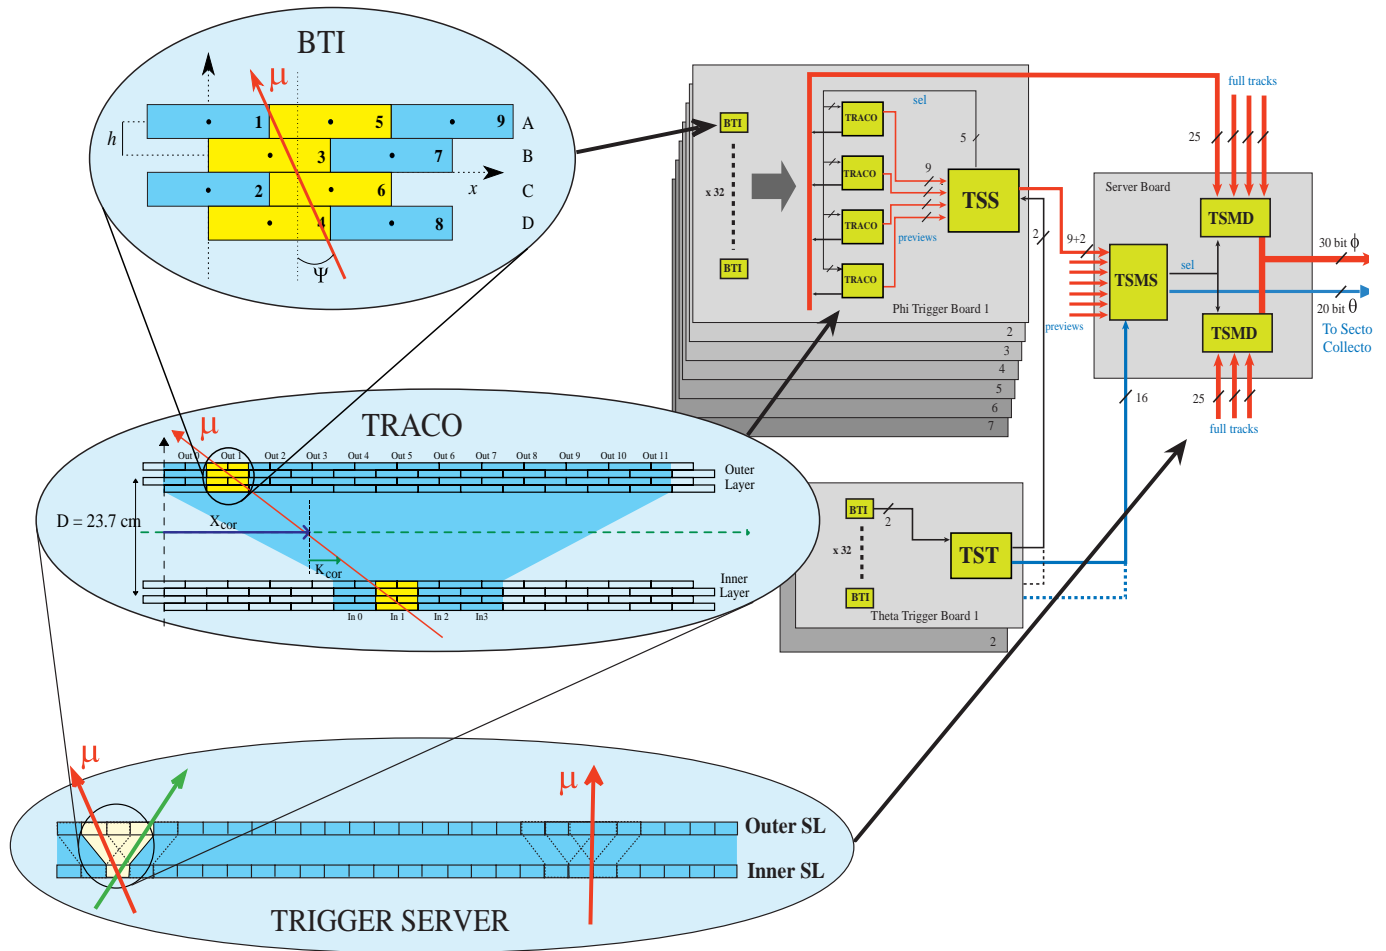 BTI
μ
h
1
5
9
A
3
7
B
2
6
C
x
4
8
D
Ψ
BTI
x 32
BTI
TRACO
TRACO
TRACO
TRACO
sel
5
9
TSS
previews
2
Phi Trigger Board 1
2
3
4
5
6
7
full tracks
25
Server Board
TSMD
9+2
sel
TSMS
30 bit ϕ
20 bit θ
previews
TSMD
To Secto
Collecto
16
25
full tracks
TRACO
μ
Out 0
Out 1
Out 2
Out 3
Out 4
Out 5
Out 6
Out 7
Out 8
Out 9
Out 10
Out 11
Outer
Layer
D = 23.7 cm
Xcor
Kcor
Inner
Layer
In 0
In 1
In 2
In3
BTI
2
x 32
TST
BTI
Theta Trigger Board 1
2
μ
μ
Outer SL
Inner SL
TRIGGER SERVER